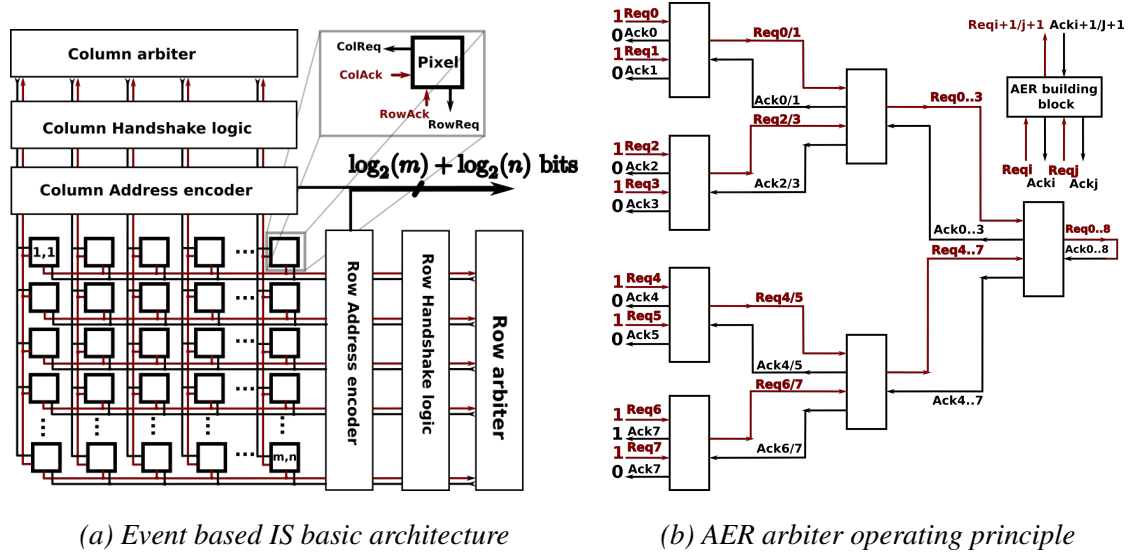 Column arbiter
Column Handshake logic
Column Address encoder
ColReq
ColAck
Pixel
RowAck
RowReq
log₂(m) + log₂(n) bits
1,1
m,n
Row Address encoder
Row Handshake logic
Row arbiter
(a) Event based IS basic architecture
1 Req0
0 Ack0
1 Req1
0 Ack1
Req0/1
Ack0/1
1 Req2
0 Ack2
1 Req3
0 Ack3
Req2/3
Ack2/3
Req0..3
Ack0..3
1 Req4
0 Ack4
1 Req5
0 Ack5
Req4/5
Ack4/5
1 Req6
1 Ack7
1 Req7
0 Ack7
Req6/7
Ack6/7
Req4..7
Ack4..7
Req0..8
Ack0..8
Reqi+1/j+1 Acki+1/J+1
AER building
block
Reqi Reqj
Acki Ackj
(b) AER arbiter operating principle